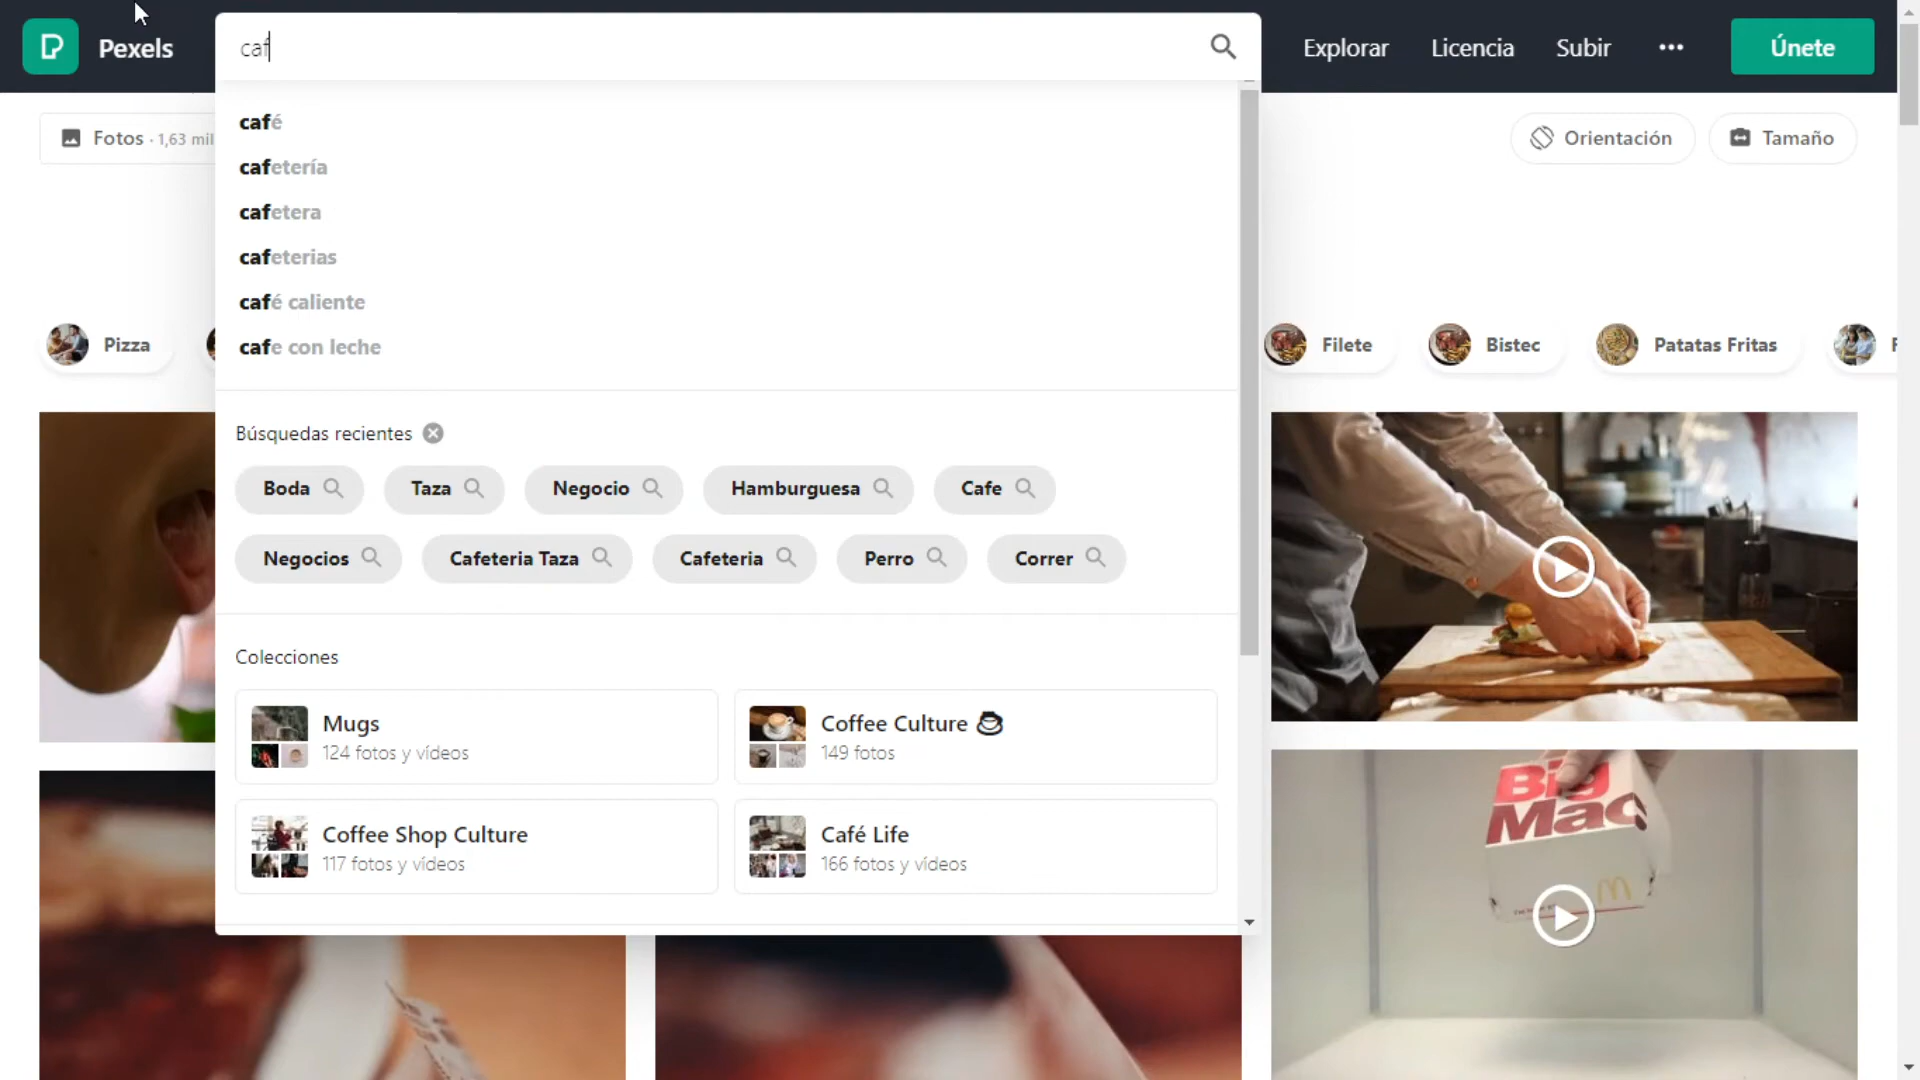 Pexels
caf
Explorar
Licencia
Subir
Únete
Fotos · 1,63 mil
Orientación
Tamaño
café
cafetería
cafetera
cafeterias
café caliente
cafe con leche
Pizza
Filete
Bistec
Patatas Fritas
Búsquedas recientes
Boda
Taza
Negocio
Hamburguesa
Cafe
Negocios
Cafeteria Taza
Cafeteria
Perro
Correr
Colecciones
Mugs
124 fotos y vídeos
Coffee Culture
149 fotos
Coffee Shop Culture
117 fotos y vídeos
Café Life
166 fotos y vídeos
Big
Mac